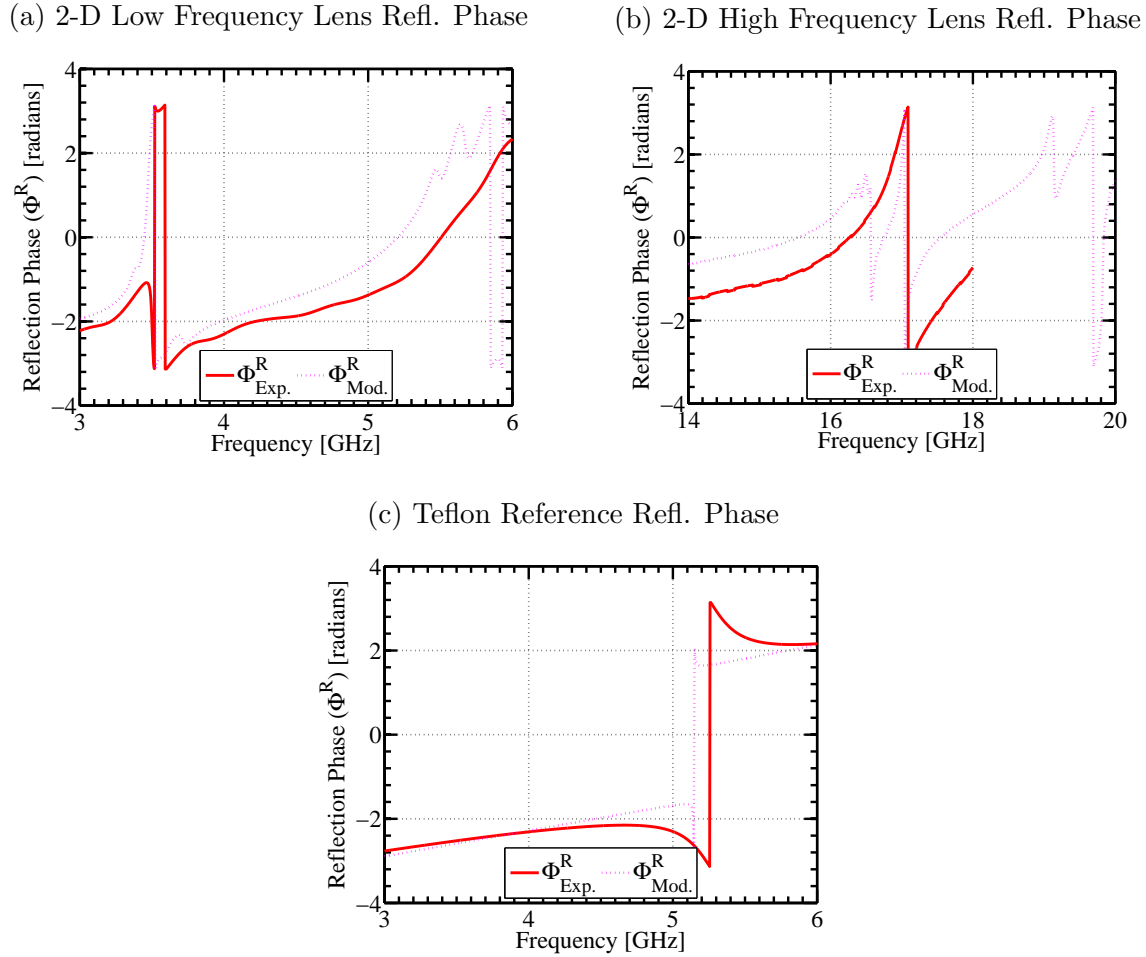 (a) 2-D Low Frequency Lens Refl. Phase
Reflection Phase (Φ^R) [radians]
4
2
0
−2
−4
Φ^R_Exp. Φ^R_Mod.
3 4 5 6
Frequency [GHz]
(b) 2-D High Frequency Lens Refl. Phase
Reflection Phase (Φ^R) [radians]
4
2
0
−2
−4
Φ^R_Exp. Φ^R_Mod.
14 16 18 20
Frequency [GHz]
(c) Teflon Reference Refl. Phase
Reflection Phase (Φ^R) [radians]
4
2
0
−2
−4
Φ^R_Exp. Φ^R_Mod.
3 4 5 6
Frequency [GHz]